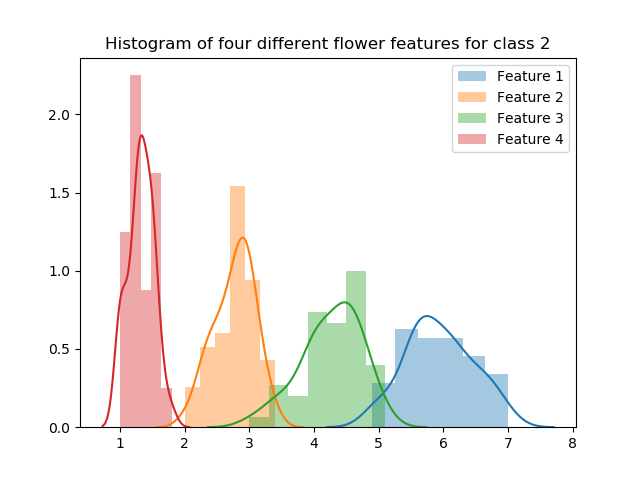 Histogram of four different flower features for class 2
Feature 1
Feature 2
Feature 3
Feature 4
2.0
1.5
1.0
0.5
0.0
1 2 3 4 5 6 7 8